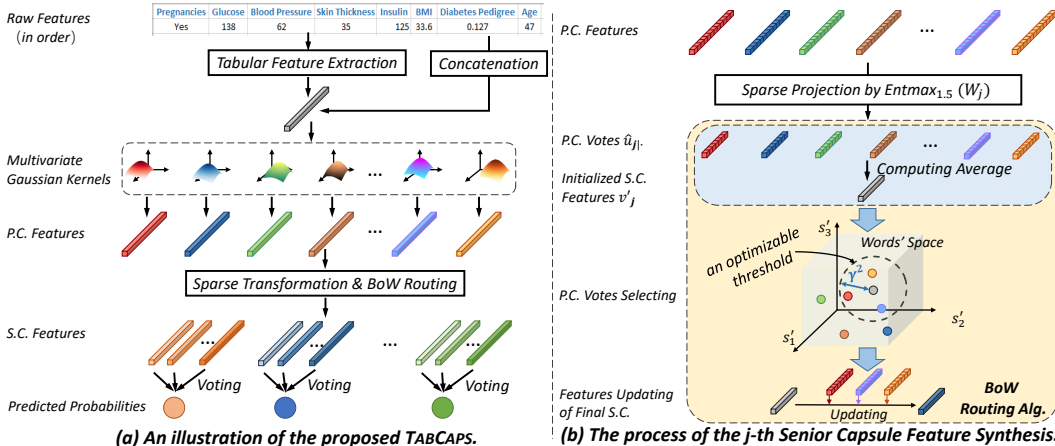 Raw Features
(in order)
Pregnancies Glucose Blood Pressure Skin Thickness Insulin BMI Diabetes Pedigree Age
Yes 138 62 35 125 33.6 0.127 47
Tabular Feature Extraction
Concatenation
Multivariate
Gaussian Kernels
...
P.C. Features
...
Sparse Transformation & BoW Routing
S.C. Features
... ... ... ...
Voting Voting Voting
Predicted Probabilities
(a) An illustration of the proposed TABCAPS.
P.C. Features
...
Sparse Projection by Entmax₁.₅ (Wⱼ)
P.C. Votes û_{j|}.
...
Computing Average
Initialized S.C.
Features v'ⱼ
s'₃
Words' Space
an optimizable
threshold
γ²
P.C. Votes Selecting
s'₂
s'₁
Features Updating
of Final S.C.
Updating
BoW
Routing Alg.
(b) The process of the j-th Senior Capsule Feature Synthesis.